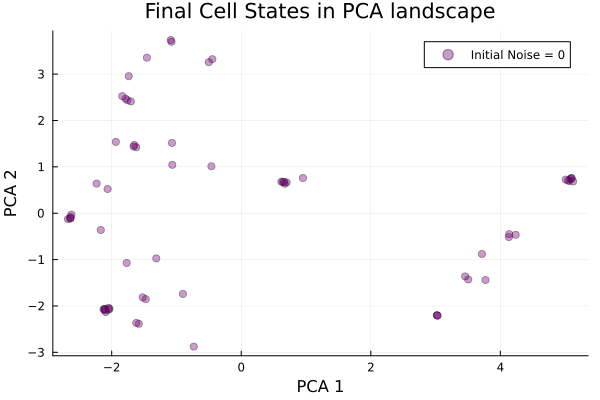 Final Cell States in PCA landscape
Initial Noise = 0
PCA 2
3
2
1
0
−1
−2
−3
−2
0
2
4
PCA 1